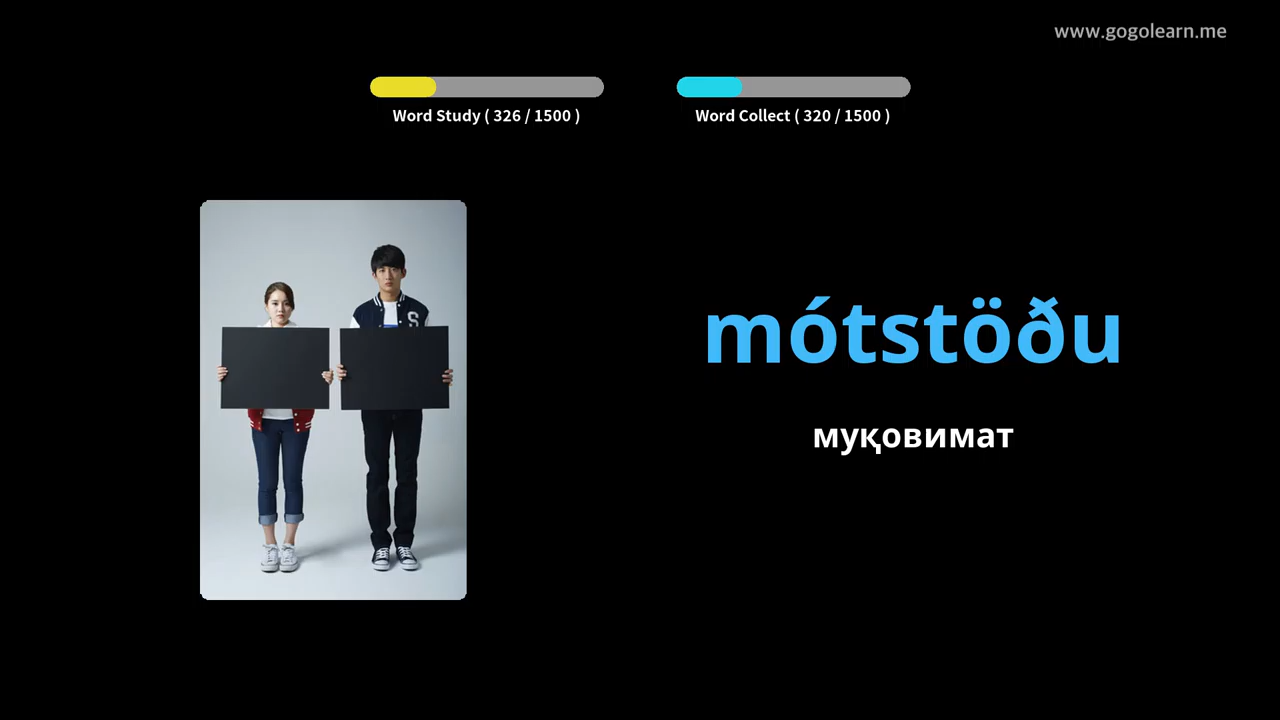 www.gogolearn.me
Word Study ( 326 / 1500 )
Word Collect ( 320 / 1500 )
S
mótstöðu
муқовимат